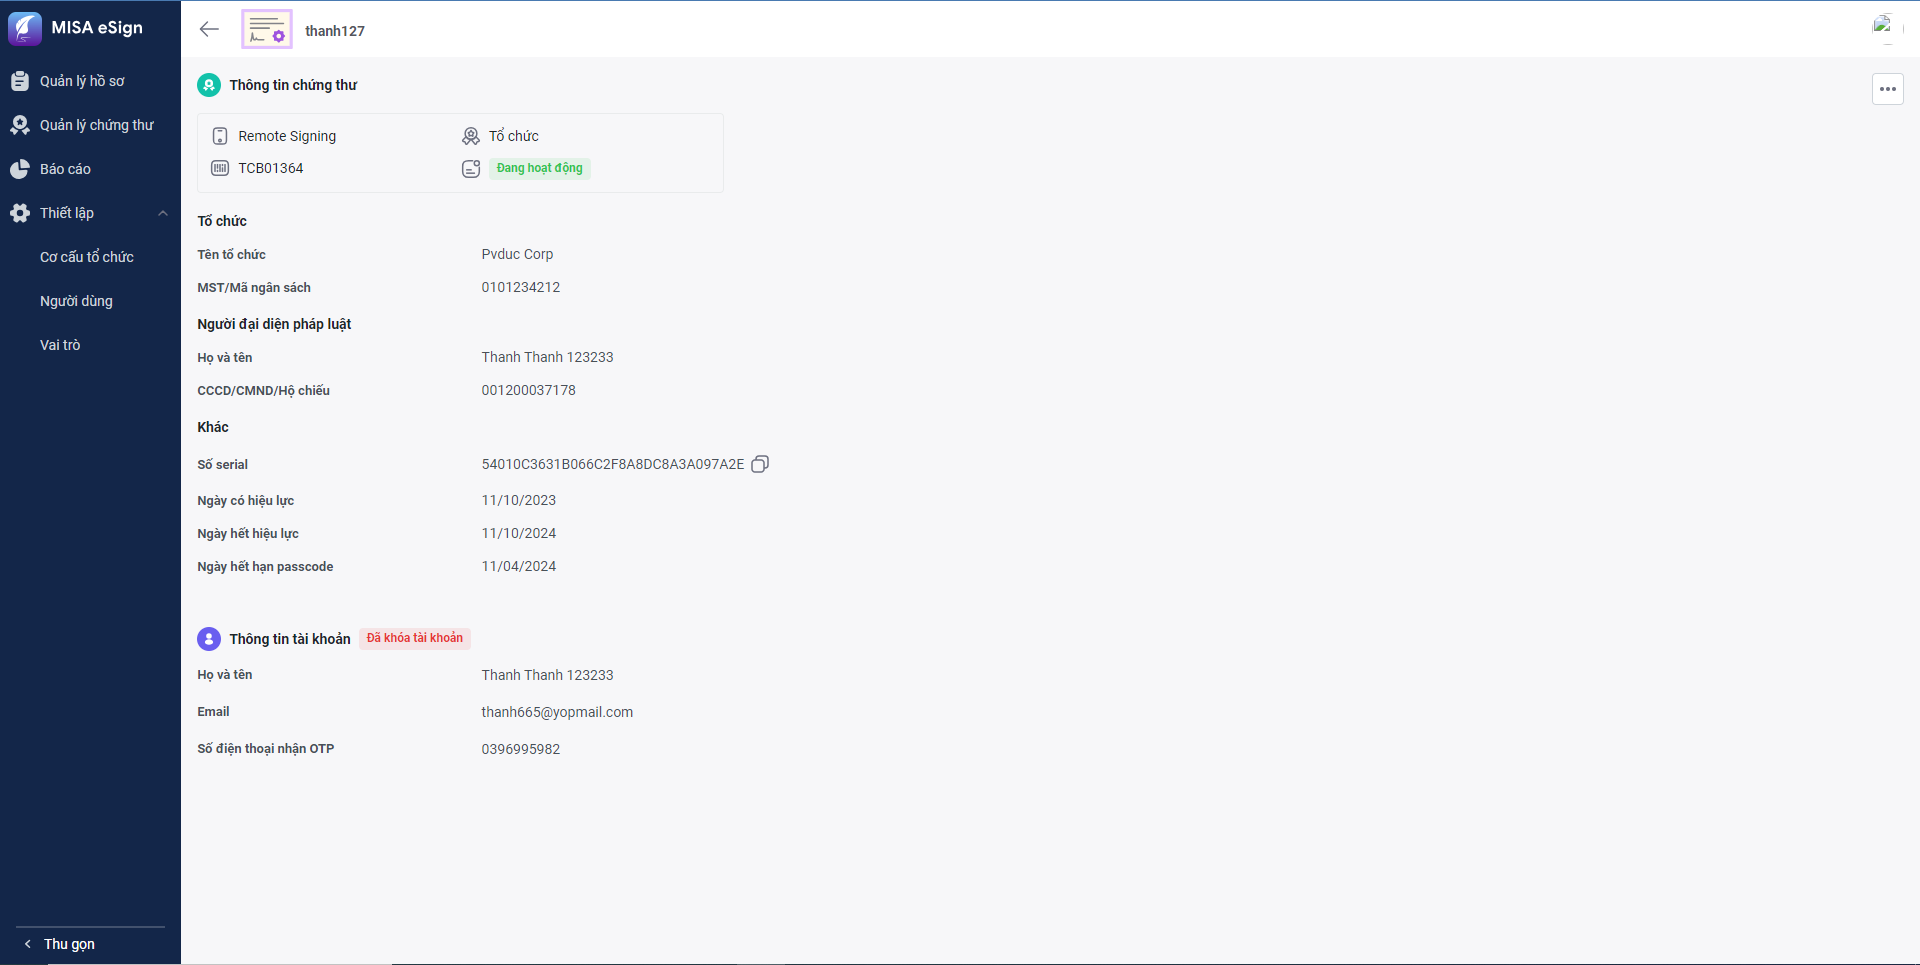 MISA eSign
Quản lý hồ sơ
Quản lý chứng thư
Báo cáo
Thiết lập
Cơ cấu tổ chức
Người dùng
Vai trò
Thu gọn
thanh127
Thông tin chứng thư
Remote Signing
Tổ chức
TCB01364
Đang hoạt động
Tổ chức
Tên tổ chức Pvduc Corp
MST/Mã ngân sách 0101234212
Người đại diện pháp luật
Họ và tên Thanh Thanh 123233
CCCD/CMND/Hộ chiếu 001200037178
Khác
Số serial 54010C3631B066C2F8A8DC8A3A097A2E
Ngày có hiệu lực 11/10/2023
Ngày hết hiệu lực 11/10/2024
Ngày hết hạn passcode 11/04/2024
Thông tin tài khoản Đã khóa tài khoản
Họ và tên Thanh Thanh 123233
Email thanh665@yopmail.com
Số điện thoại nhận OTP 0396995982